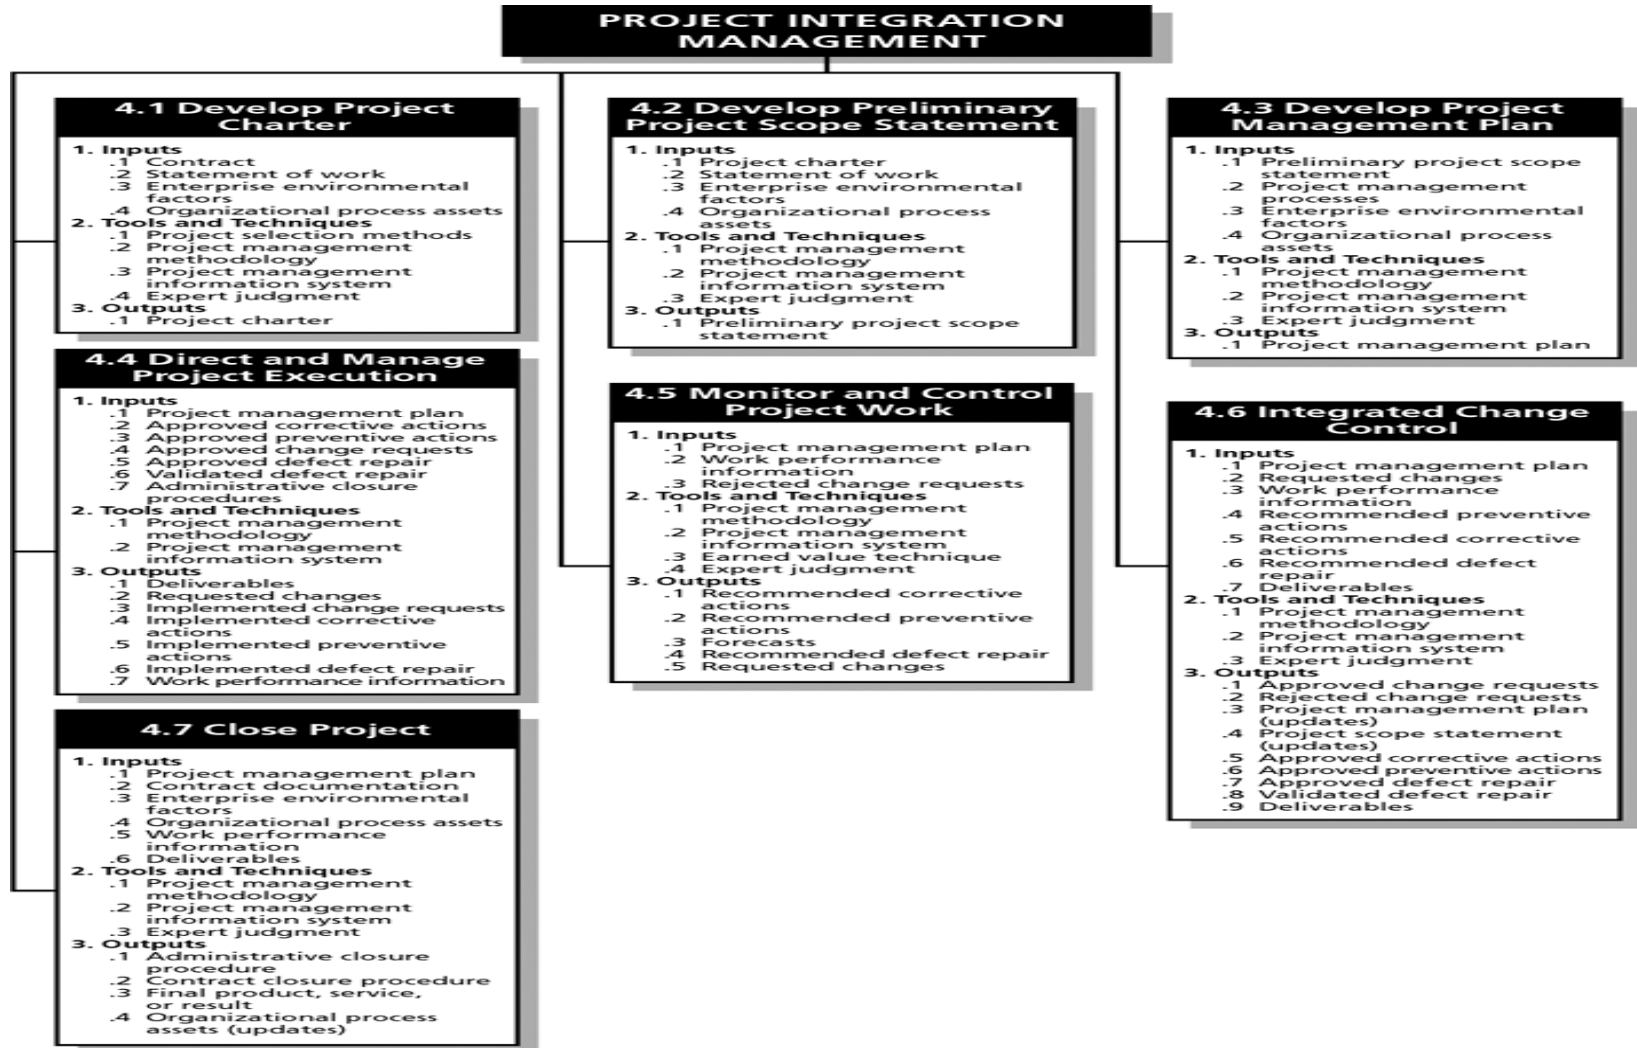 PROJECT INTEGRATION
MANAGEMENT
4.1 Develop Project
Charter
1. Inputs
.1 Contract
.2 Statement of work
.3 Enterprise environmental
factors
.4 Organizational process assets
2. Tools and Techniques
.1 Project selection methods
.2 Project management
methodology
.3 Project management
information system
.4 Expert judgment
3. Outputs
.1 Project charter
4.2 Develop Preliminary
Project Scope Statement
1. Inputs
.1 Project charter
.2 Statement of work
.3 Enterprise environmental
factors
.4 Organizational process
assets
2. Tools and Techniques
.1 Project management
methodology
.2 Project management
information system
.3 Expert judgment
3. Outputs
.1 Preliminary project scope
statement
4.3 Develop Project
Management Plan
1. Inputs
.1 Preliminary project scope
statement
.2 Project management
processes
.3 Enterprise environmental
factors
.4 Organizational process
assets
2. Tools and Techniques
.1 Project management
methodology
.2 Project management
information system
.3 Expert judgment
3. Outputs
.1 Project management plan
4.4 Direct and Manage
Project Execution
1. Inputs
.1 Project management plan
.2 Approved corrective actions
.3 Approved preventive actions
.4 Approved change requests
.5 Approved defect repair
.6 Validated defect repair
.7 Administrative closure
procedures
2. Tools and Techniques
.1 Project management
methodology
.2 Project management
information system
3. Outputs
.1 Deliverables
.2 Requested changes
.3 Implemented change requests
.4 Implemented corrective
actions
.5 Implemented preventive
actions
.6 Implemented defect repair
.7 Work performance information
4.5 Monitor and Control
Project Work
1. Inputs
.1 Project management plan
.2 Work performance
information
.3 Rejected change requests
2. Tools and Techniques
.1 Project management
methodology
.2 Project management
information system
.3 Earned value technique
.4 Expert judgment
3. Outputs
.1 Recommended corrective
actions
.2 Recommended preventive
actions
.3 Forecasts
.4 Recommended defect repair
.5 Requested changes
4.6 Integrated Change
Control
1. Inputs
.1 Project management plan
.2 Requested changes
.3 Work performance
information
.4 Recommended preventive
actions
.5 Recommended corrective
actions
.6 Recommended defect
repair
.7 Deliverables
2. Tools and Techniques
.1 Project management
methodology
.2 Project management
information system
.3 Expert judgment
3. Outputs
.1 Approved change requests
.2 Rejected change requests
.3 Project management plan
(updates)
.4 Project scope statement
(updates)
.5 Approved corrective actions
.6 Approved preventive actions
.7 Approved defect repair
.8 Validated defect repair
.9 Deliverables
4.7 Close Project
1. Inputs
.1 Project management plan
.2 Contract documentation
.3 Enterprise environmental
factors
.4 Organizational process assets
.5 Work performance
information
.6 Deliverables
2. Tools and Techniques
.1 Project management
methodology
.2 Project management
information system
.3 Expert judgment
3. Outputs
.1 Administrative closure
procedure
.2 Contract closure procedure
.3 Final product, service,
or result
.4 Organizational process
assets (updates)